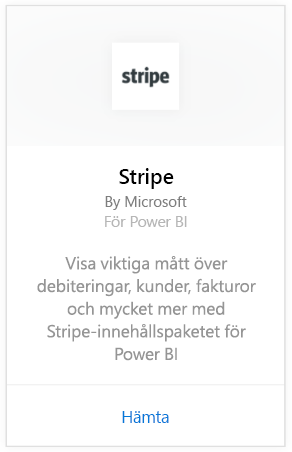 stripe
Stripe
By Microsoft
För Power BI
Visa viktiga mått över
debiteringar, kunder, fakturor
och mycket mer med
Stripe-innehållspaketet för
Power BI
Hämta